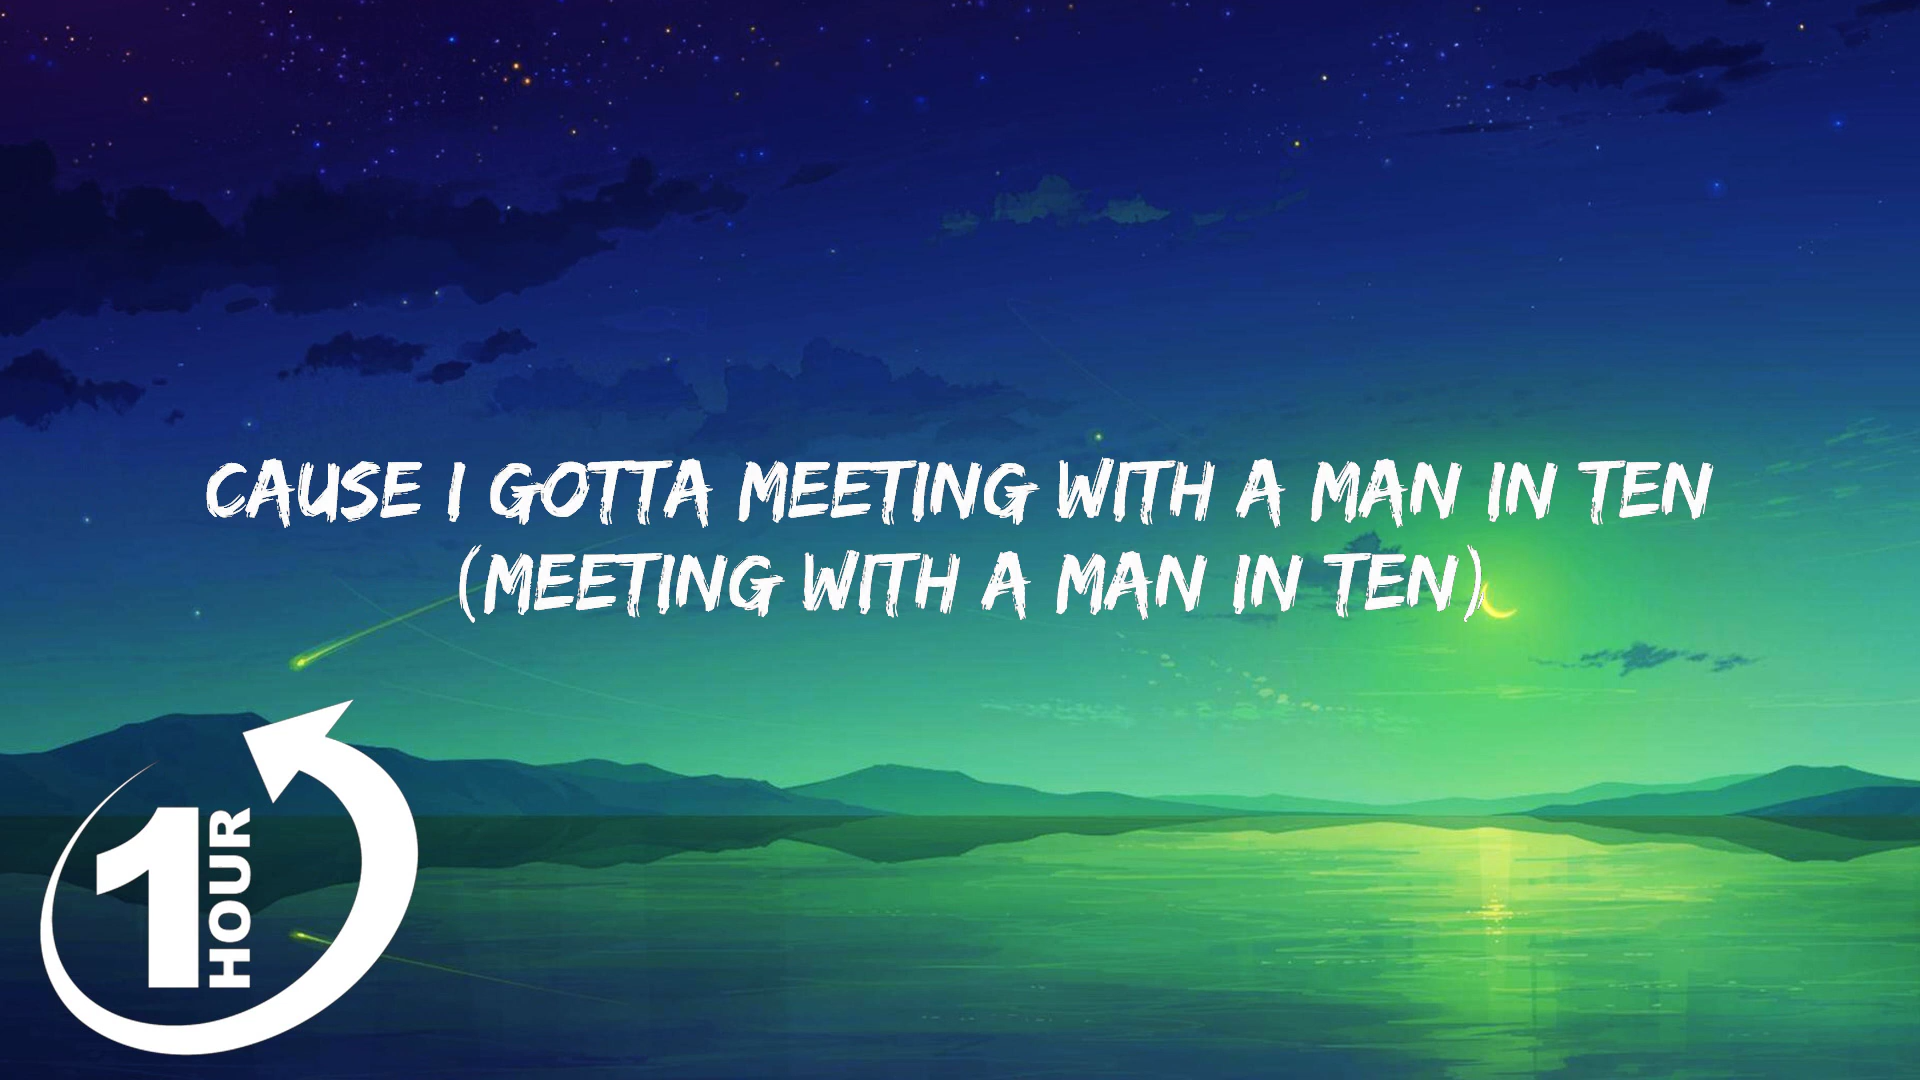 CAUSE I GOTTA MEETING WITH A MAN IN TEN
(MEETING WITH A MAN IN TEN)
1
HOUR